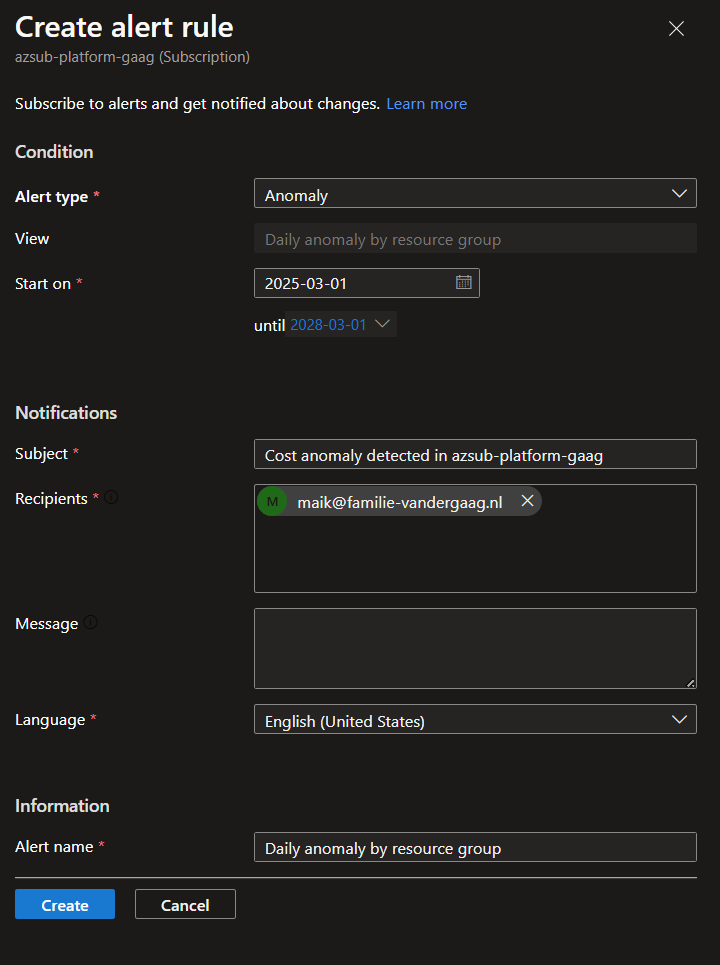 Create alert rule
azsub-platform-gaag (Subscription)
Subscribe to alerts and get notified about changes. Learn more
Condition
Alert type *
Anomaly
View
Daily anomaly by resource group
Start on *
2025-03-01
until 2028-03-01
Notifications
Subject *
Cost anomaly detected in azsub-platform-gaag
Recipients *
M maik@familie-vandergaag.nl
Message
Language *
English (United States)
Information
Alert name *
Daily anomaly by resource group
Create
Cancel